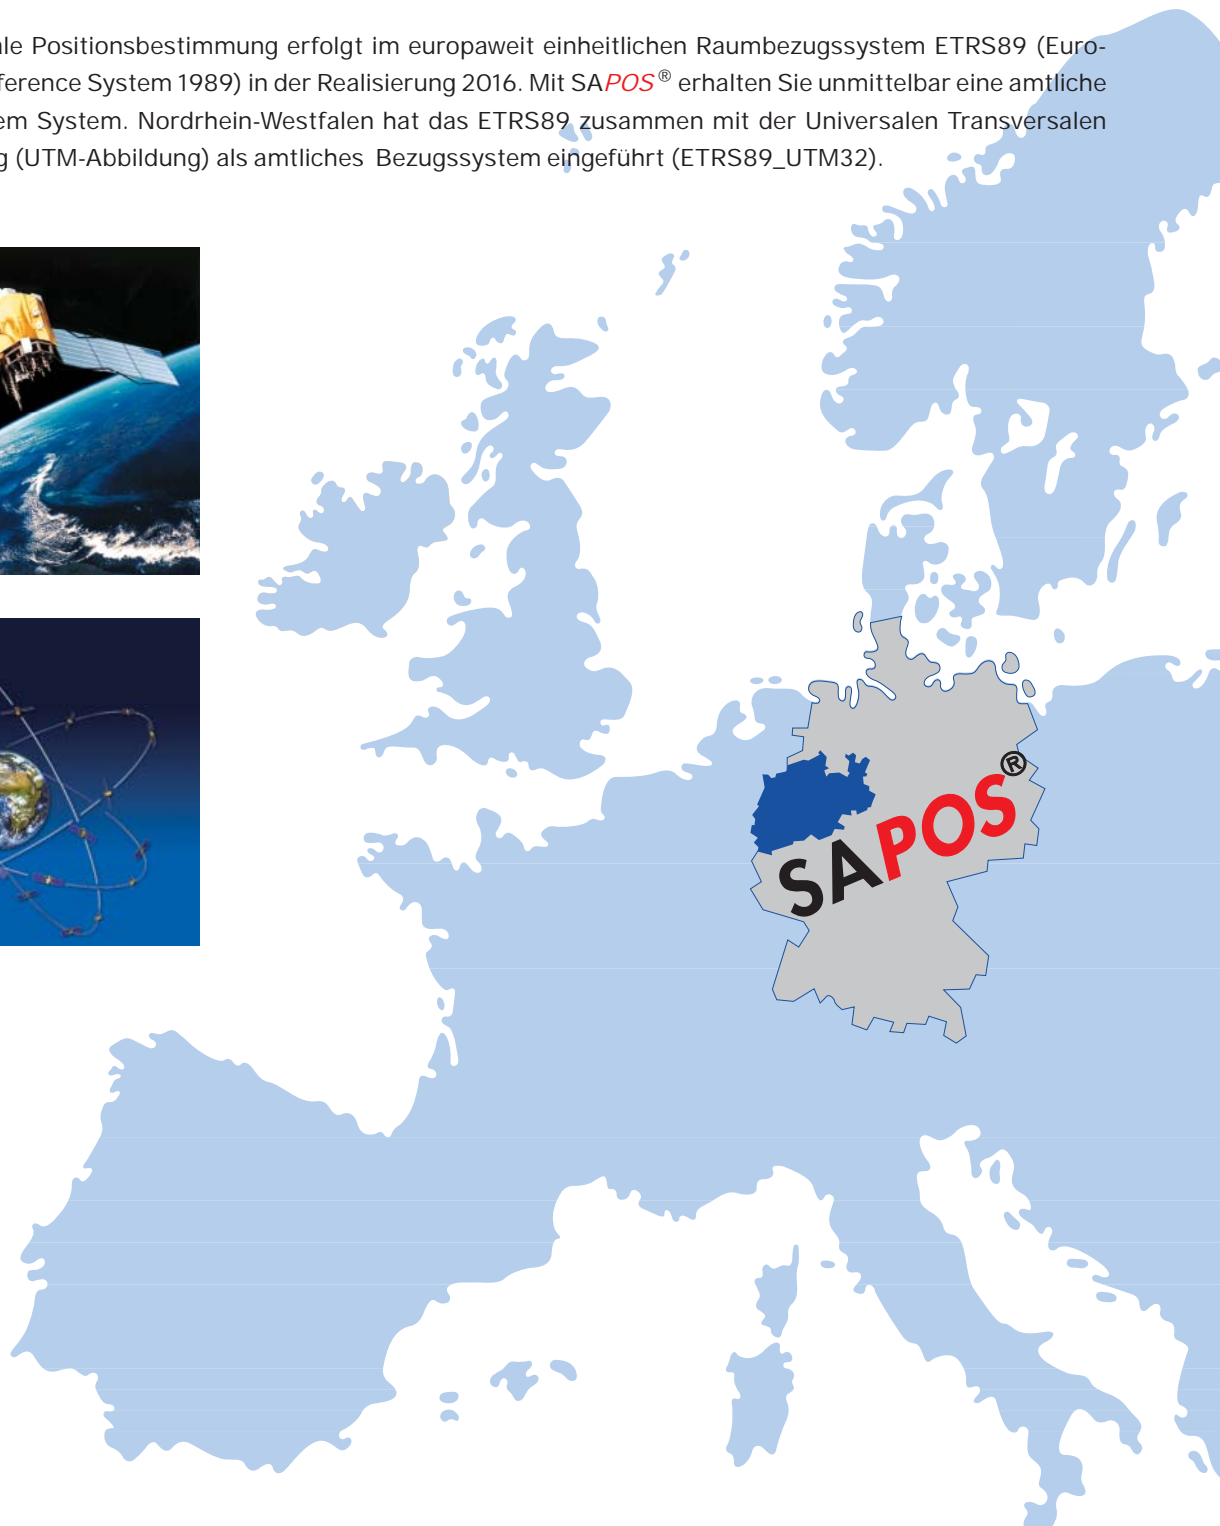 ale Positionsbestimmung erfolgt im europaweit einheitlichen Raumbezugssystem ETRS89 (Euro-
ference System 1989) in der Realisierung 2016. Mit SAPOS® erhalten Sie unmittelbar eine amtliche
em System. Nordrhein-Westfalen hat das ETRS89 zusammen mit der Universalen Transversalen
g (UTM-Abbildung) als amtliches Bezugssystem eingeführt (ETRS89_UTM32).
SAPOS®